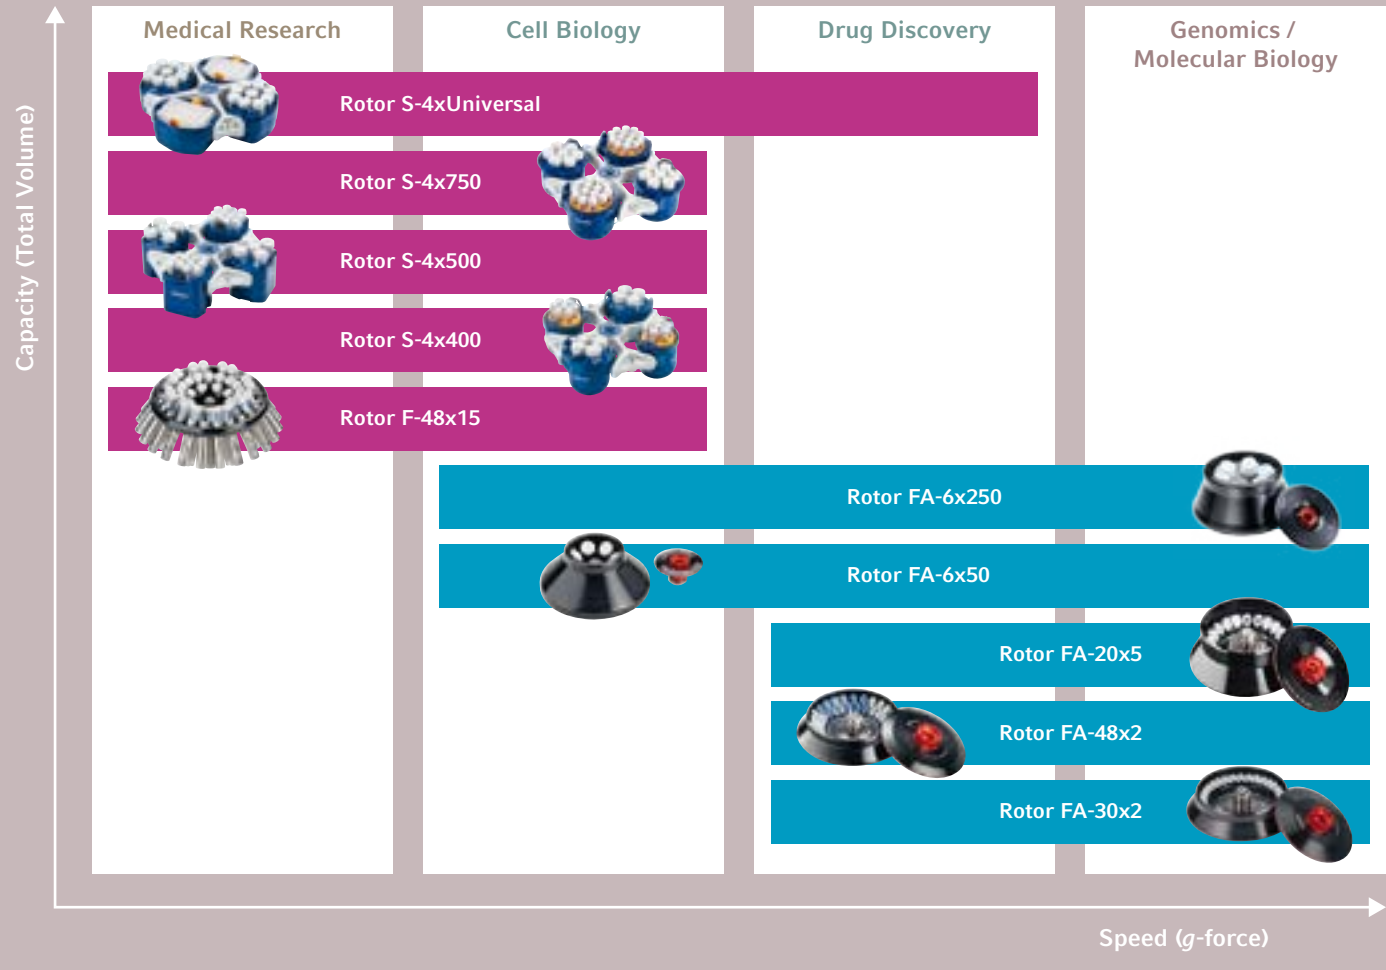 Medical Research
Cell Biology
Drug Discovery
Genomics /
Molecular Biology
Capacity (Total Volume)
Rotor S-4xUniversal
Rotor S-4x750
Rotor S-4x500
Rotor S-4x400
Rotor F-48x15
Rotor FA-6x250
Rotor FA-6x50
Rotor FA-20x5
Rotor FA-48x2
Rotor FA-30x2
Speed (g-force)